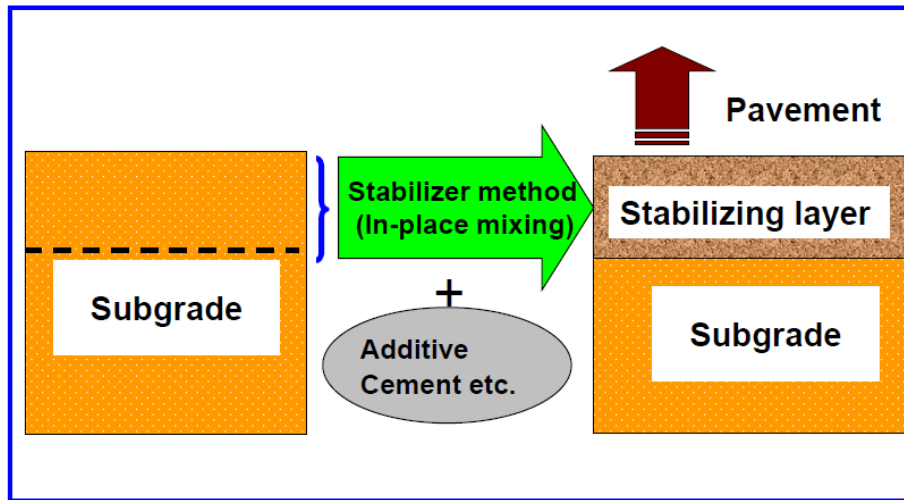 Pavement
Stabilizer method
(In-place mixing)
Stabilizing layer
Subgrade
+
Additive
Cement etc.
Subgrade